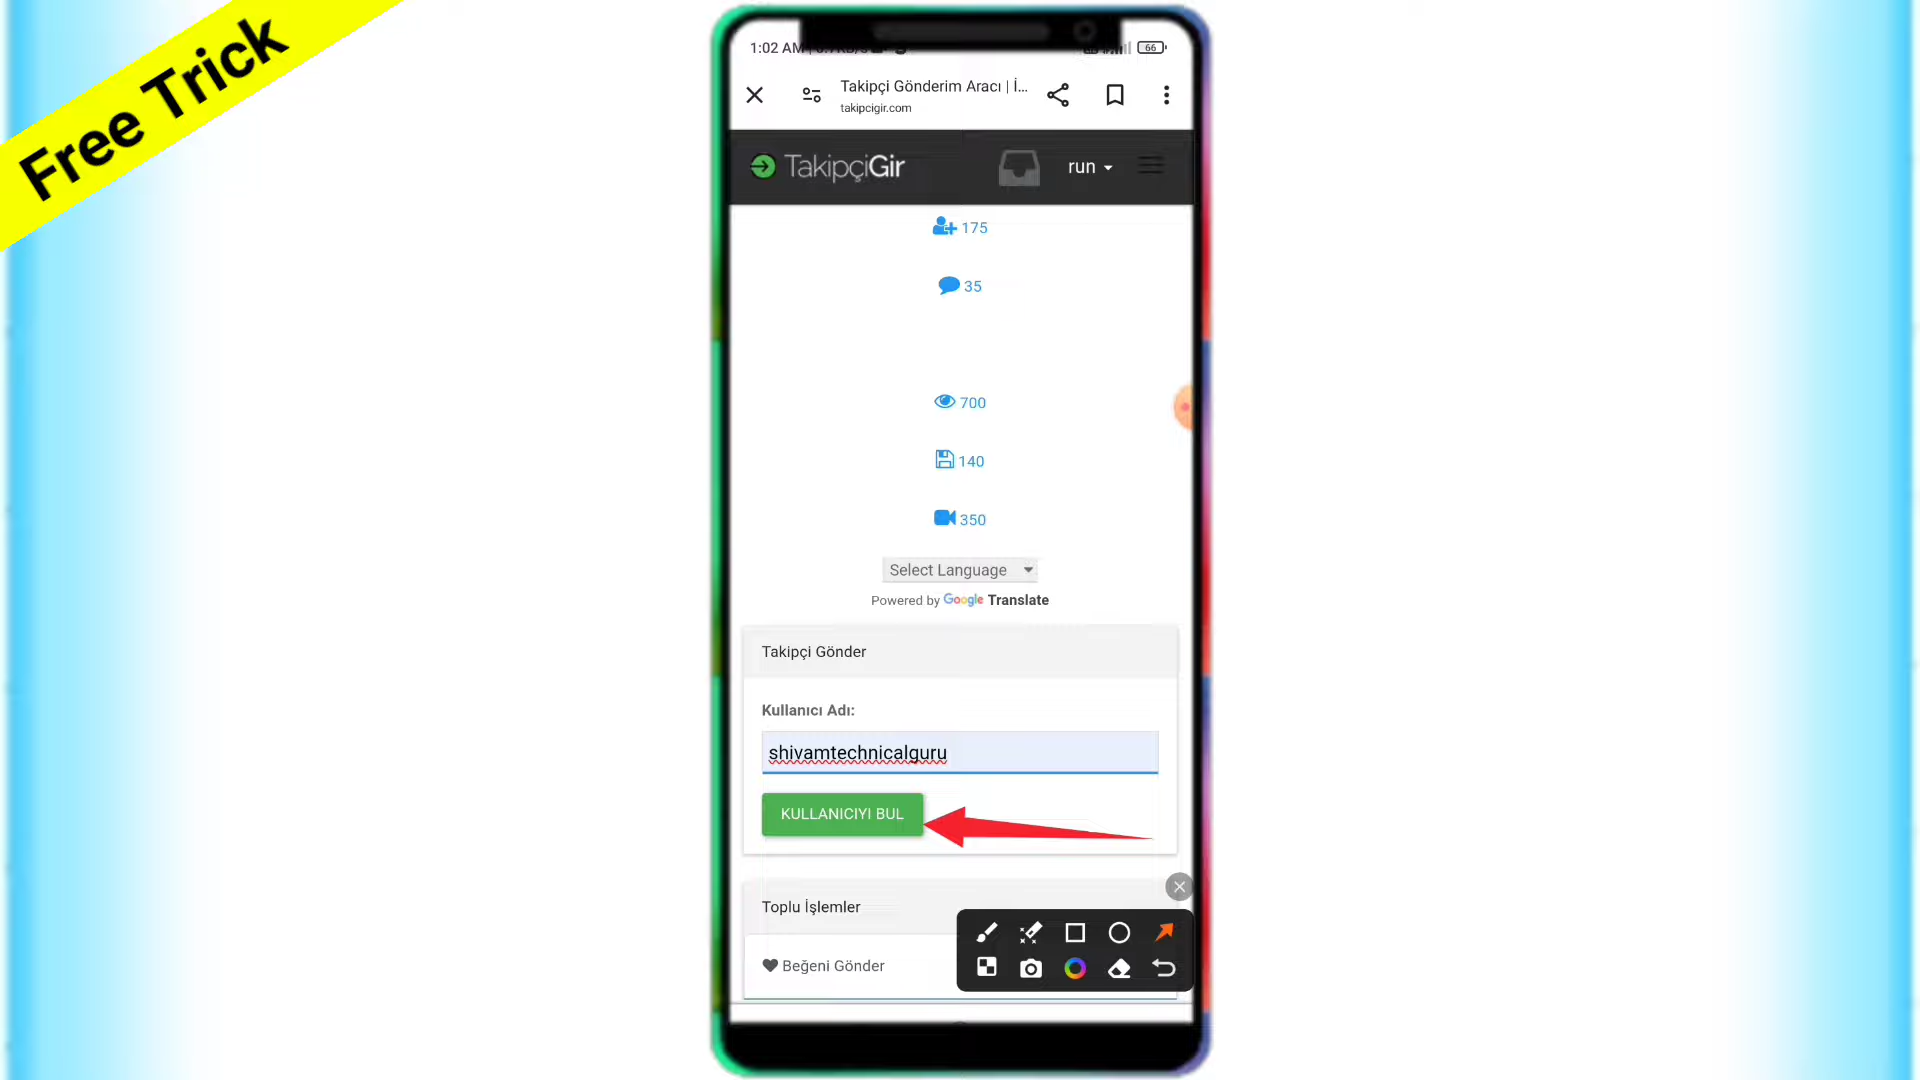 Free Trick
1:02 AM
66
Takipçi Gönderim Aracı | İ...
takipcigir.com
TakipçiGir
run
175
35
700
140
350
Select Language
Powered by Google Translate
Takipçi Gönder
Kullanıcı Adı:
shivamtechnicalguru
KULLANICIYI BUL
Toplu İşlemler
Beğeni Gönder